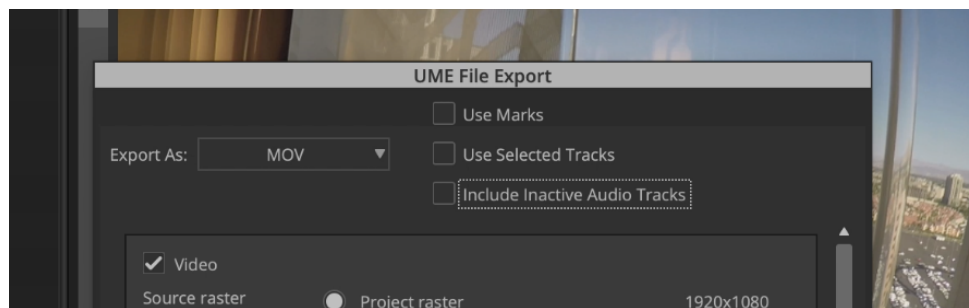 UME File Export
Use Marks
Export As: MOV
Use Selected Tracks
Include Inactive Audio Tracks
Video
Source raster
Project raster
1920x1080